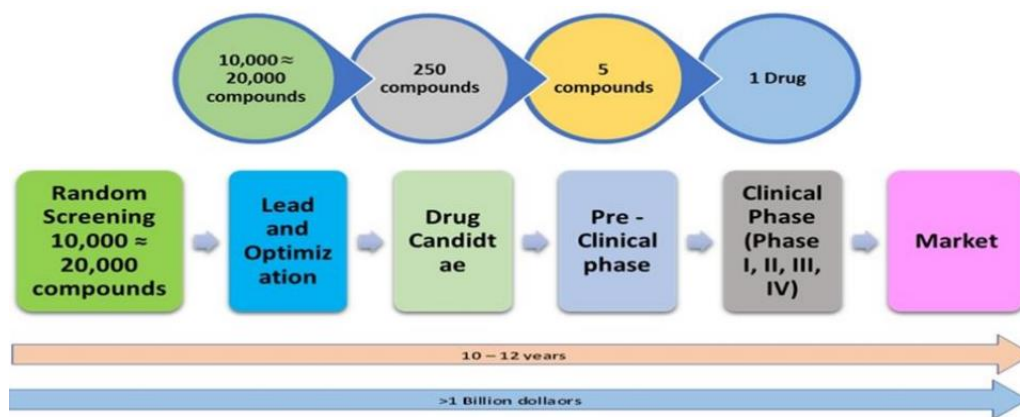 10,000 ≈
20,000
compounds
250
compounds
5
compounds
1 Drug
Random
Screening
10,000 ≈
20,000
compounds
Lead
and
Optimiz
ation
Drug
Candidt
ae
Pre -
Clinical
phase
Clinical
Phase
(Phase
I, II, III,
IV)
Market
10 – 12 years
>1 Billion dollaors